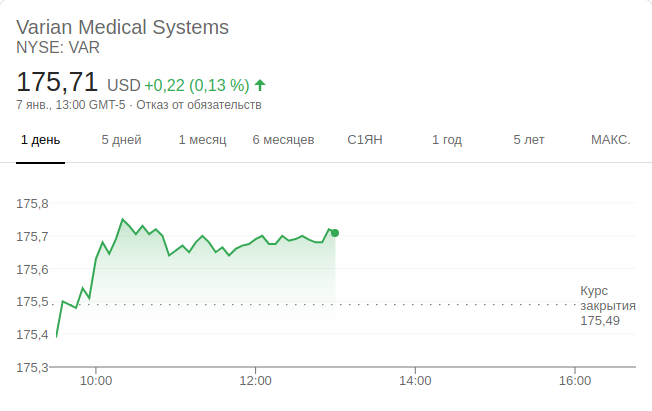 Varian Medical Systems
NYSE: VAR
175,71 USD +0,22 (0,13 %)
7 янв., 13:00 GMT-5 · Отказ от обязательств
1 день 5 дней 1 месяц 6 месяцев С1ЯН 1 год 5 лет МАКС.
175,8
175,7
175,6
175,5
175,4
175,3
Курс
закрытия
175,49
10:00 12:00 14:00 16:00